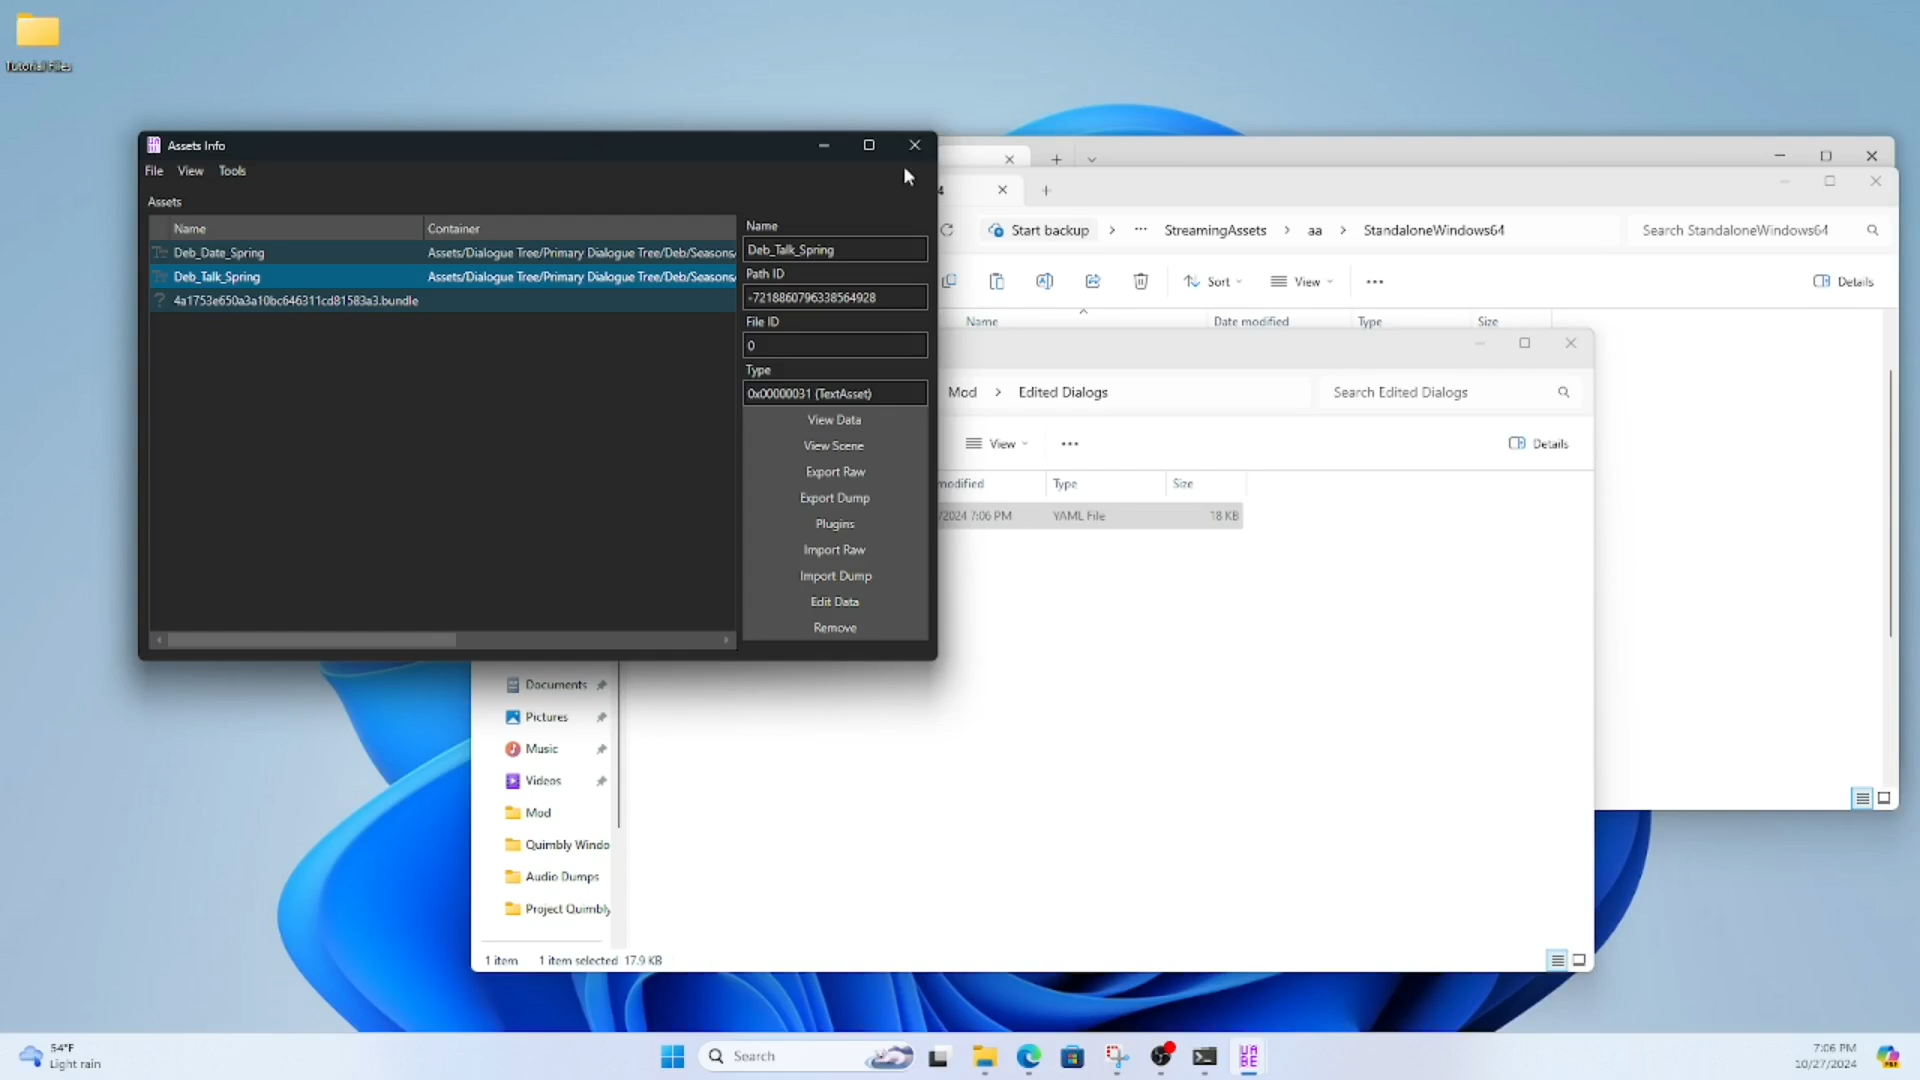 Tutorial Files
Assets Info
File View Tools
Assets
Name Container
Deb_Date_Spring Assets/Dialogue Tree/Primary Dialogue Tree/Deb/Seasons/
Deb_Talk_Spring Assets/Dialogue Tree/Primary Dialogue Tree/Deb/Seasons/
? 4a1753e650a3a10bc646311cd81583a3.bundle
Name
Deb_Talk_Spring
Path ID
-7218860796338564928
File ID
0
Type
0x00000031 (TextAsset)
View Data
View Scene
Export Raw
Export Dump
Plugins
Import Raw
Import Dump
Edit Data
Remove
4
Start backup > ··· StreamingAssets > aa > StandaloneWindows64
Search StandaloneWindows64
Sort View ··· Details
Name Date modified Type Size
Mod > Edited Dialogs
Search Edited Dialogs
View ··· Details
modified Type Size
/2024 7:06 PM YAML File 18 KB
Documents
Pictures
Music
Videos
Mod
Quimbly Windo
Audio Dumps
Project Quimbly
1 item 1 item selected 17.9 KB
54°F
Light rain
Search
UA
BE
7:06 PM
10/27/2024